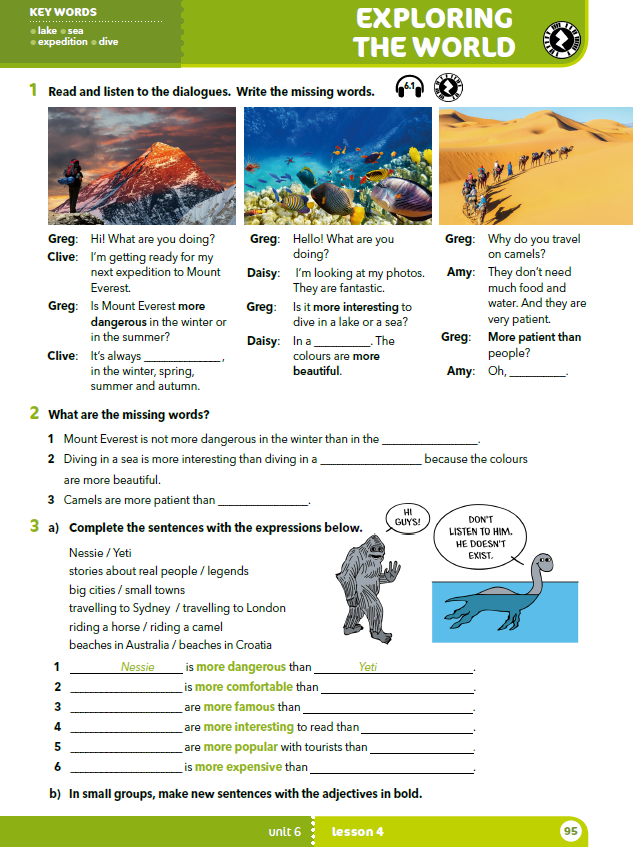 KEY WORDS
lake sea
expedition dive
EXPLORING
THE WORLD
1 Read and listen to the dialogues. Write the missing words.
6.1
Greg: Hi! What are you doing?
Clive: I'm getting ready for my
next expedition to Mount
Everest.
Greg: Is Mount Everest more
dangerous in the winter or
in the summer?
Clive: It's always ____________,
in the winter, spring,
summer and autumn.
Greg: Hello! What are you
doing?
Daisy: I'm looking at my photos.
They are fantastic.
Greg: Is it more interesting to
dive in a lake or a sea?
Daisy: In a _________. The
colours are more
beautiful.
Greg: Why do you travel
on camels?
Amy: They don't need
much food and
water. And they are
very patient.
Greg: More patient than
people?
Amy: Oh, _________.
2 What are the missing words?
1 Mount Everest is not more dangerous in the winter than in the _______________.
2 Diving in a sea is more interesting than diving in a ________________ because the colours
are more beautiful.
3 Camels are more patient than ______________.
3 a) Complete the sentences with the expressions below.
Nessie / Yeti
stories about real people / legends
big cities / small towns
travelling to Sydney / travelling to London
riding a horse / riding a camel
beaches in Australia / beaches in Croatia
HI
GUYS!
DON'T
LISTEN TO HIM.
HE DOESN'T
EXIST.
1 Nessie is more dangerous than Yeti.
2 __________________ is more comfortable than ________________________.
3 __________________ are more famous than ___________________________.
4 __________________ are more interesting to read than __________________.
5 __________________ are more popular with tourists than ________________.
6 __________________ is more expensive than __________________________.
b) In small groups, make new sentences with the adjectives in bold.
unit 6 lesson 4 95